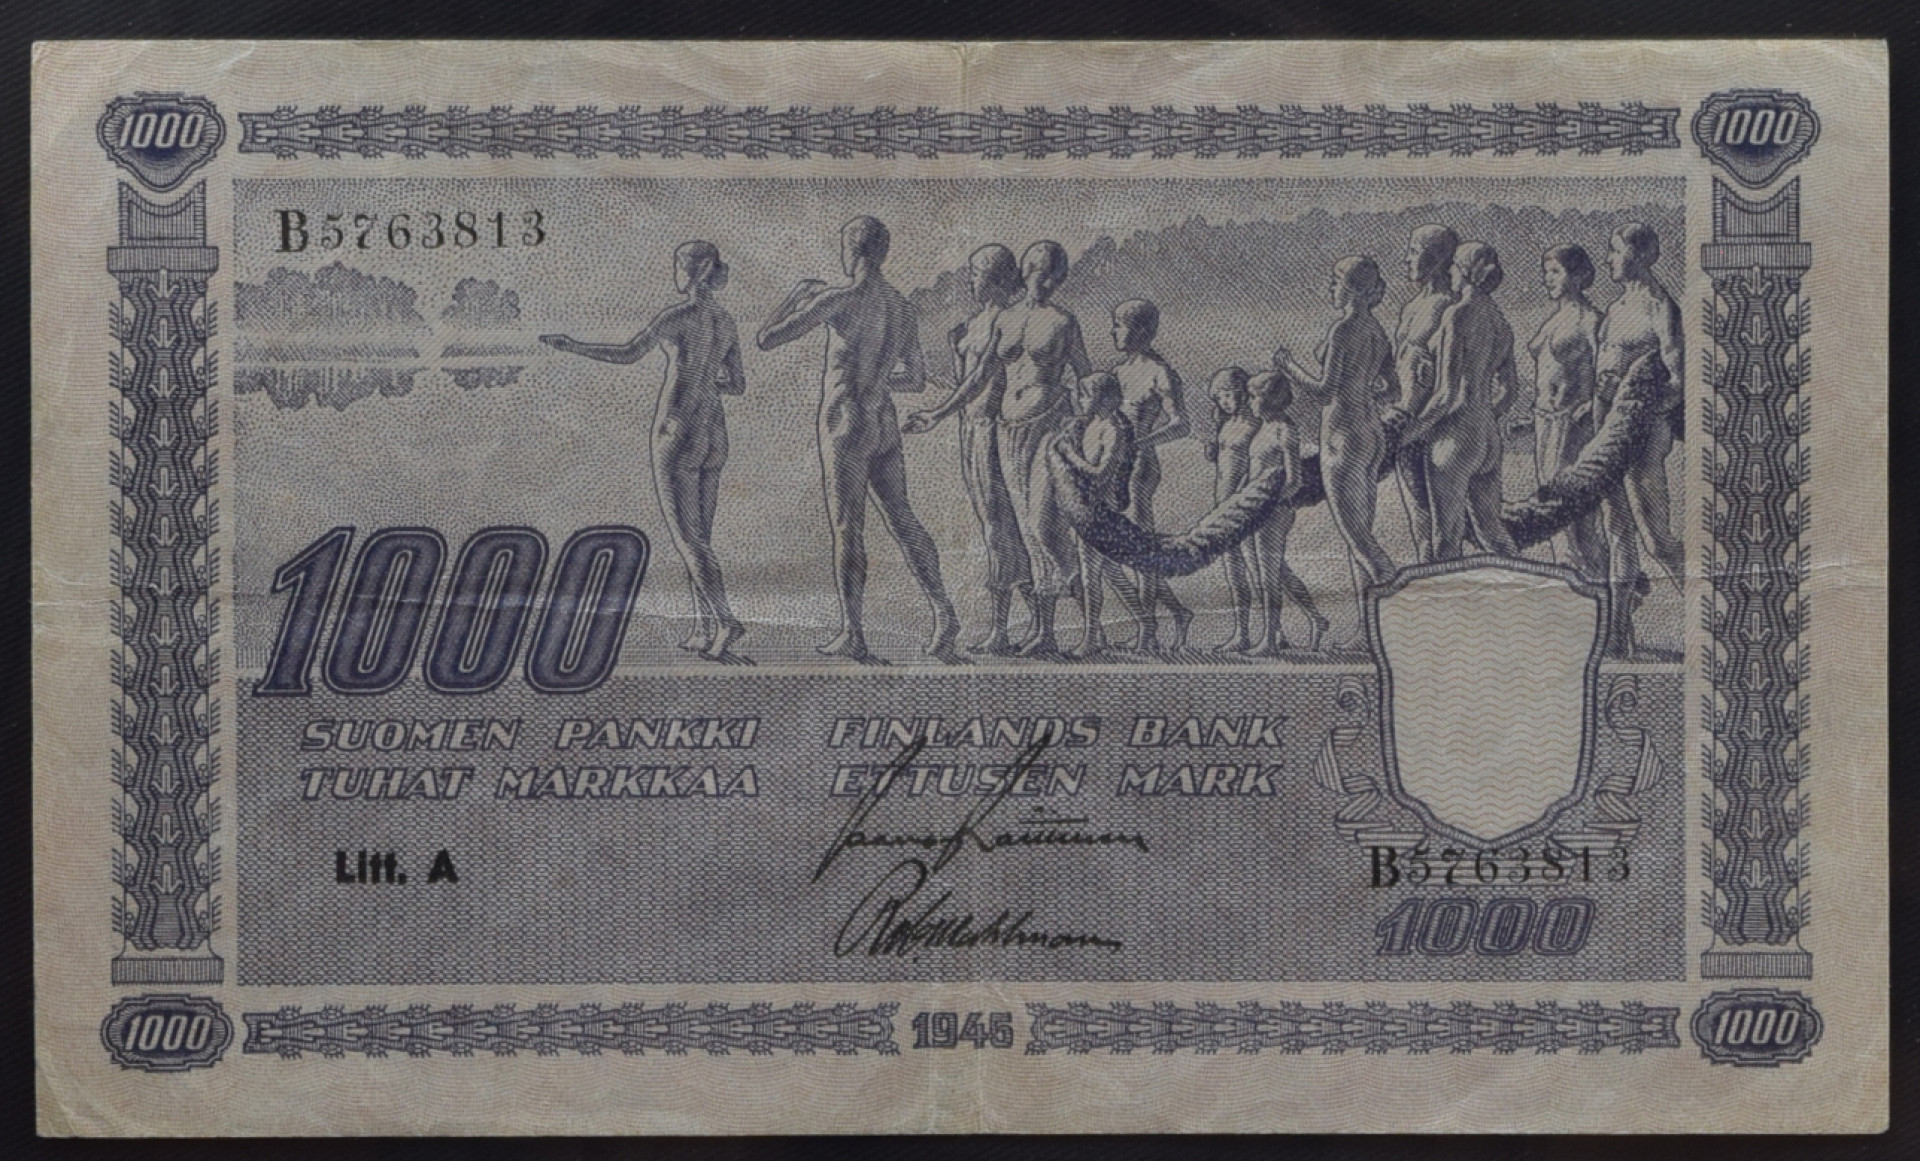 1000 1000
B5763813
1000
SUOMEN PANKKI FINLANDS BANK
TUHAT MARKKAA ETTUSEN MARK
Litt. A
B5763813
1000
1000 1945 1000